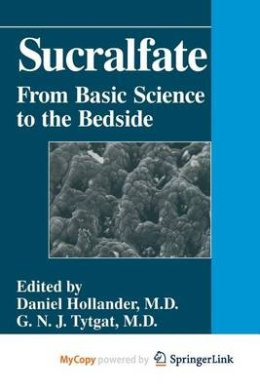 Sucralfate
From Basic Science
to the Bedside
Edited by
Daniel Hollander, M.D.
G. N. J. Tytgat, M.D.
MyCopy powered by SpringerLink